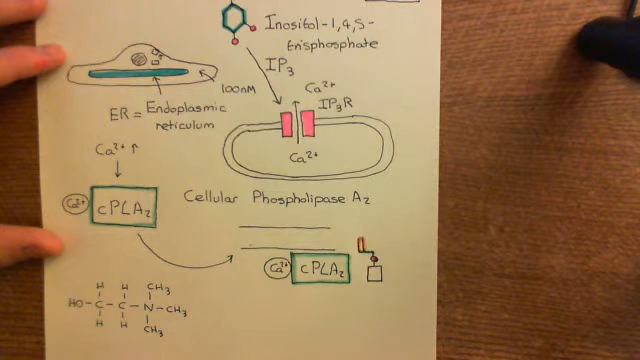 Inositol-1,4,5-
trisphosphate
IP3
Ca2+
IP3R
100nM
ER = Endoplasmic
reticulum
Ca2+
Ca2+ ↑
Cellular Phospholipase A2
Ca2+
cPLA2
Ca2+
cPLA2
H H CH3
HO-C-C-N-CH3
H H CH3